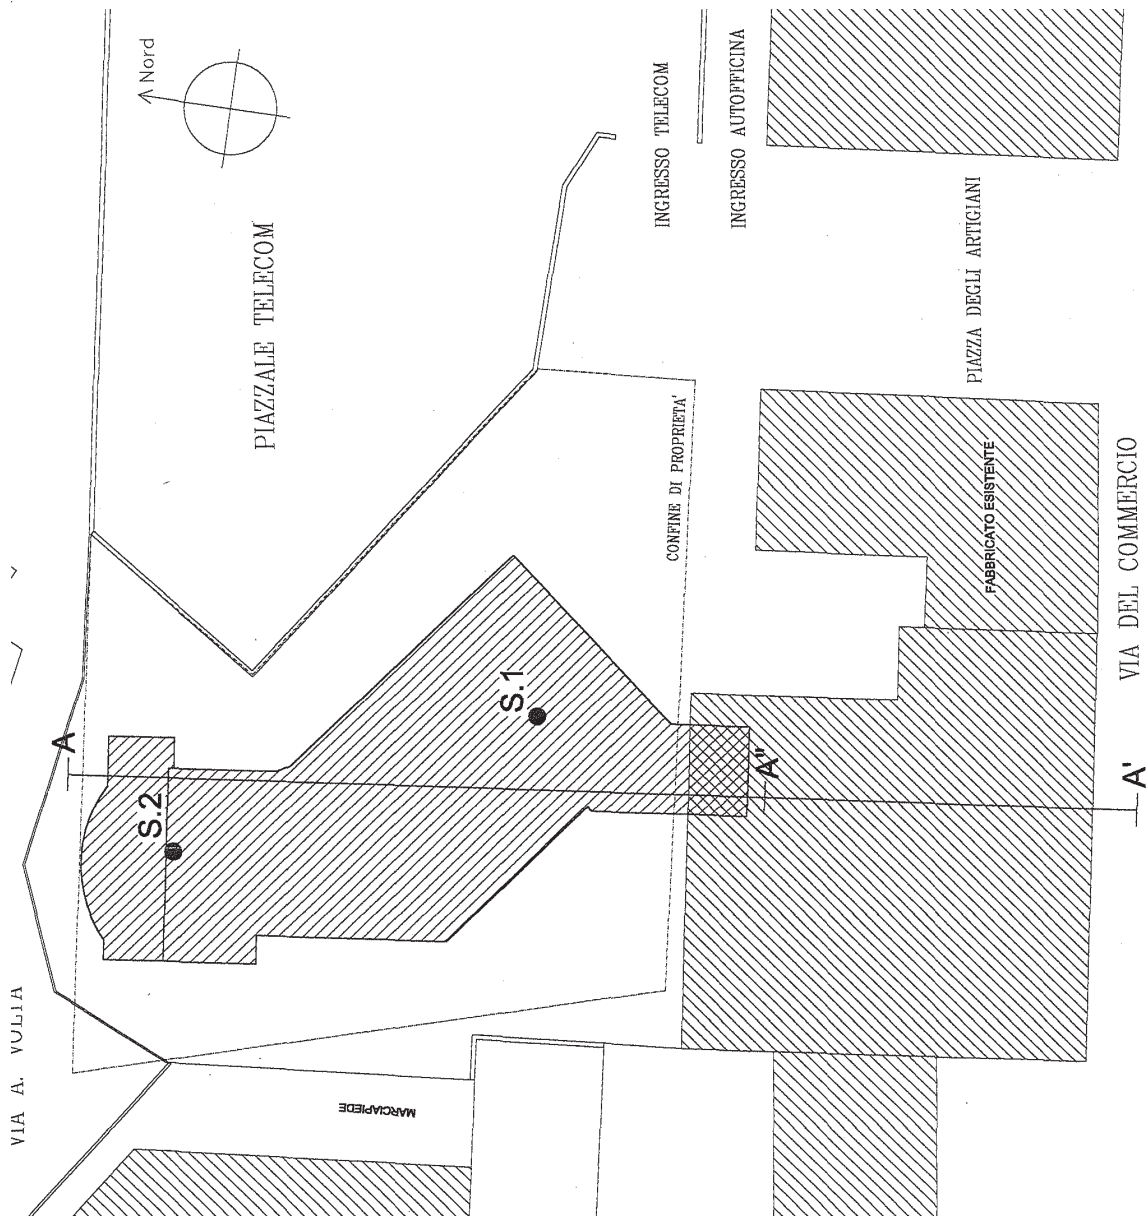 Nord
PIAZZALE TELECOM
INGRESSO TELECOM
INGRESSO AUTOFFICINA
PIAZZA DEGLI ARTIGIANI
CONFINE DI PROPRIETA'
FABBRICATO ESISTENTE
VIA DEL COMMERCIO
S.1
S.2
A
A"
A'
VIA A. VOLTA
MARCIAPIEDE